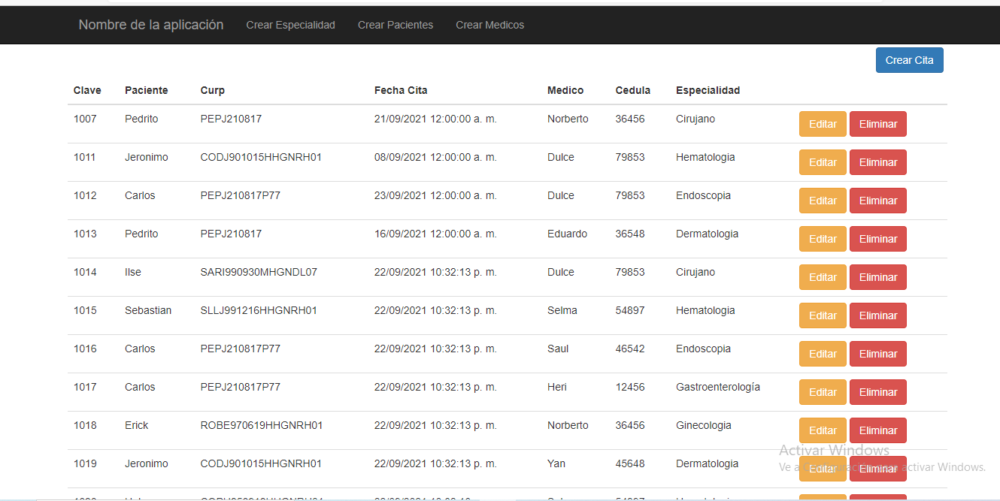 Nombre de la aplicación Crear Especialidad Crear Pacientes Crear Medicos
Crear Cita
Clave Paciente Curp Fecha Cita Medico Cedula Especialidad
1007 Pedrito PEPJ210817 21/09/2021 12:00:00 a. m. Norberto 36456 Cirujano Editar Eliminar
1011 Jeronimo CODJ901015HHGNRH01 08/09/2021 12:00:00 a. m. Dulce 79853 Hematologia Editar Eliminar
1012 Carlos PEPJ210817P77 23/09/2021 12:00:00 a. m. Dulce 79853 Endoscopia Editar Eliminar
1013 Pedrito PEPJ210817 16/09/2021 12:00:00 a. m. Eduardo 36548 Dermatologia Editar Eliminar
1014 Ilse SARI990930MHGNDL07 22/09/2021 10:32:13 p. m. Dulce 79853 Cirujano Editar Eliminar
1015 Sebastian SLLJ991216HHGNRH01 22/09/2021 10:32:13 p. m. Selma 54897 Hematologia Editar Eliminar
1016 Carlos PEPJ210817P77 22/09/2021 10:32:13 p. m. Saul 46542 Endoscopia Editar Eliminar
1017 Carlos PEPJ210817P77 22/09/2021 10:32:13 p. m. Heri 12456 Gastroenterología Editar Eliminar
1018 Erick ROBE970619HHGNRH01 22/09/2021 10:32:13 p. m. Norberto 36456 Ginecologia Editar Eliminar
Activar Windows
1019 Jeronimo CODJ901015HHGNRH01 22/09/2021 10:32:13 p. m. Yan 45648 Dermatologia Editar Eliminar
Ve a activar Windows.